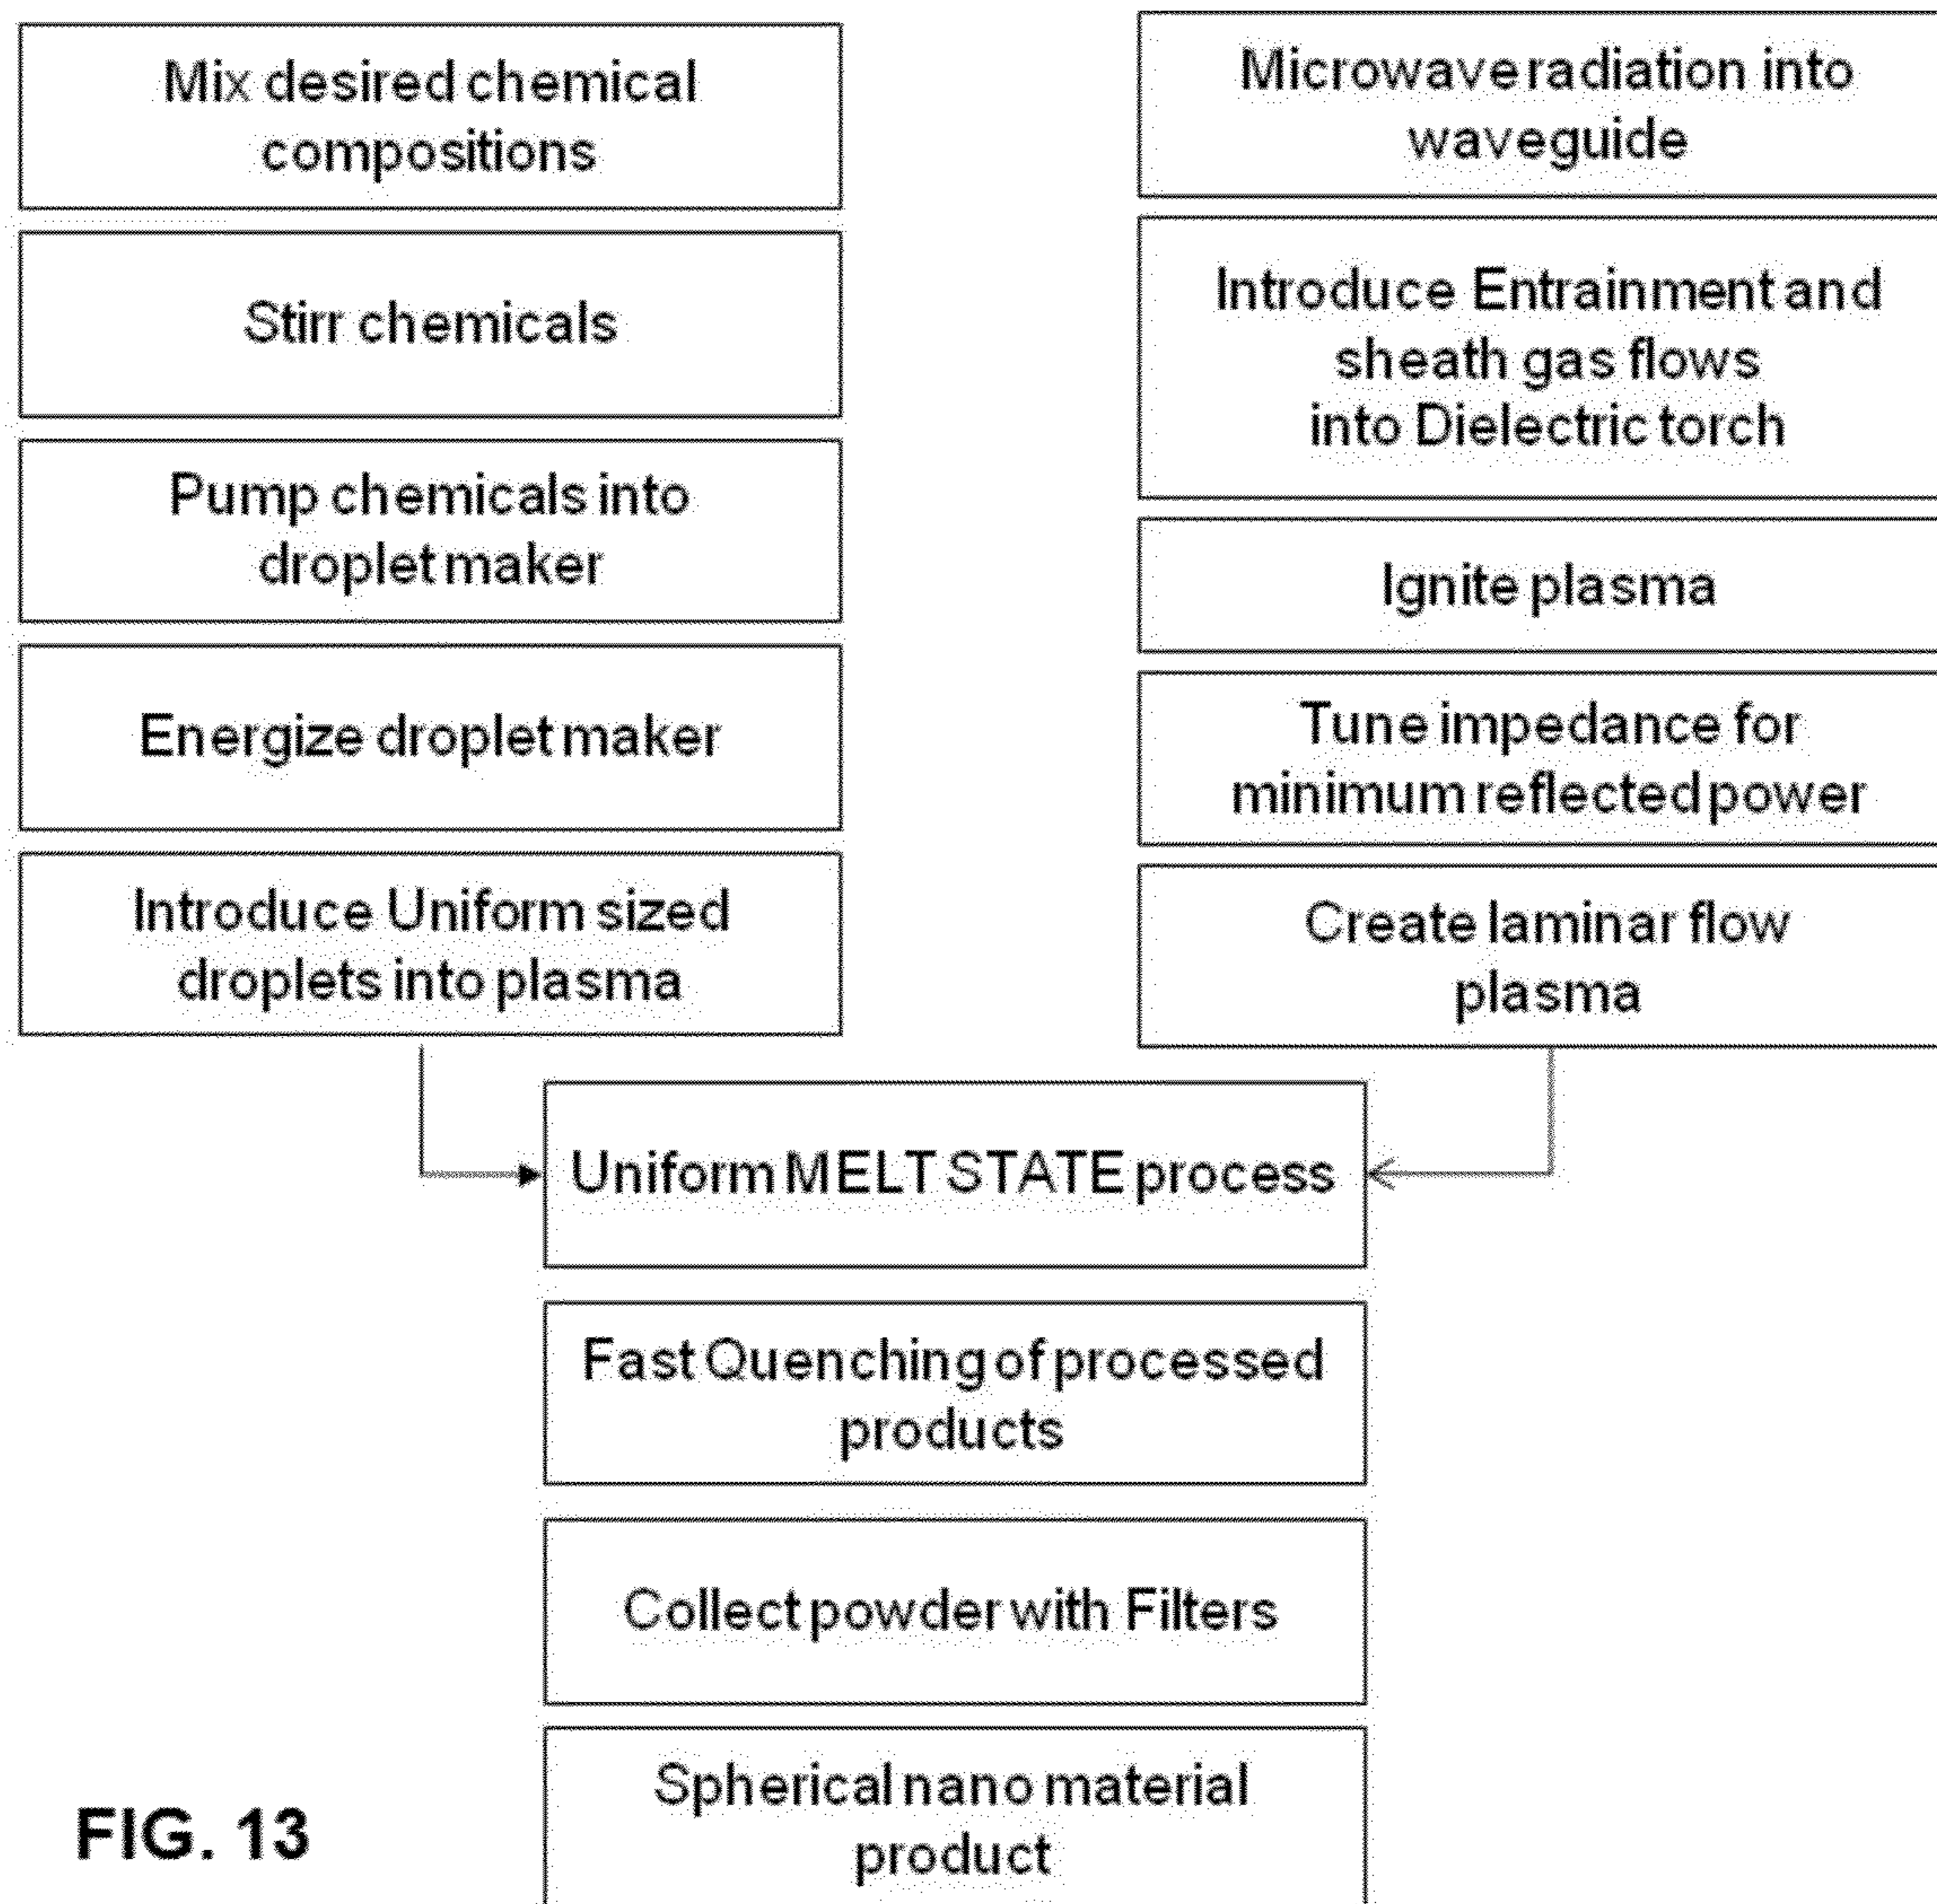 Mix desired chemical
compositions
Stirr chemicals
Pump chemicals into
droplet maker
Energize droplet maker
Introduce Uniform sized
droplets into plasma
Microwave radiation into
waveguide
Introduce Entrainment and
sheath gas flows
into Dielectric torch
Ignite plasma
Tune impedance for
minimum reflected power
Create laminar flow
plasma
Uniform MELT STATE process
Fast Quenching of processed
products
Collect powder with Filters
Spherical nano material
product
FIG. 13